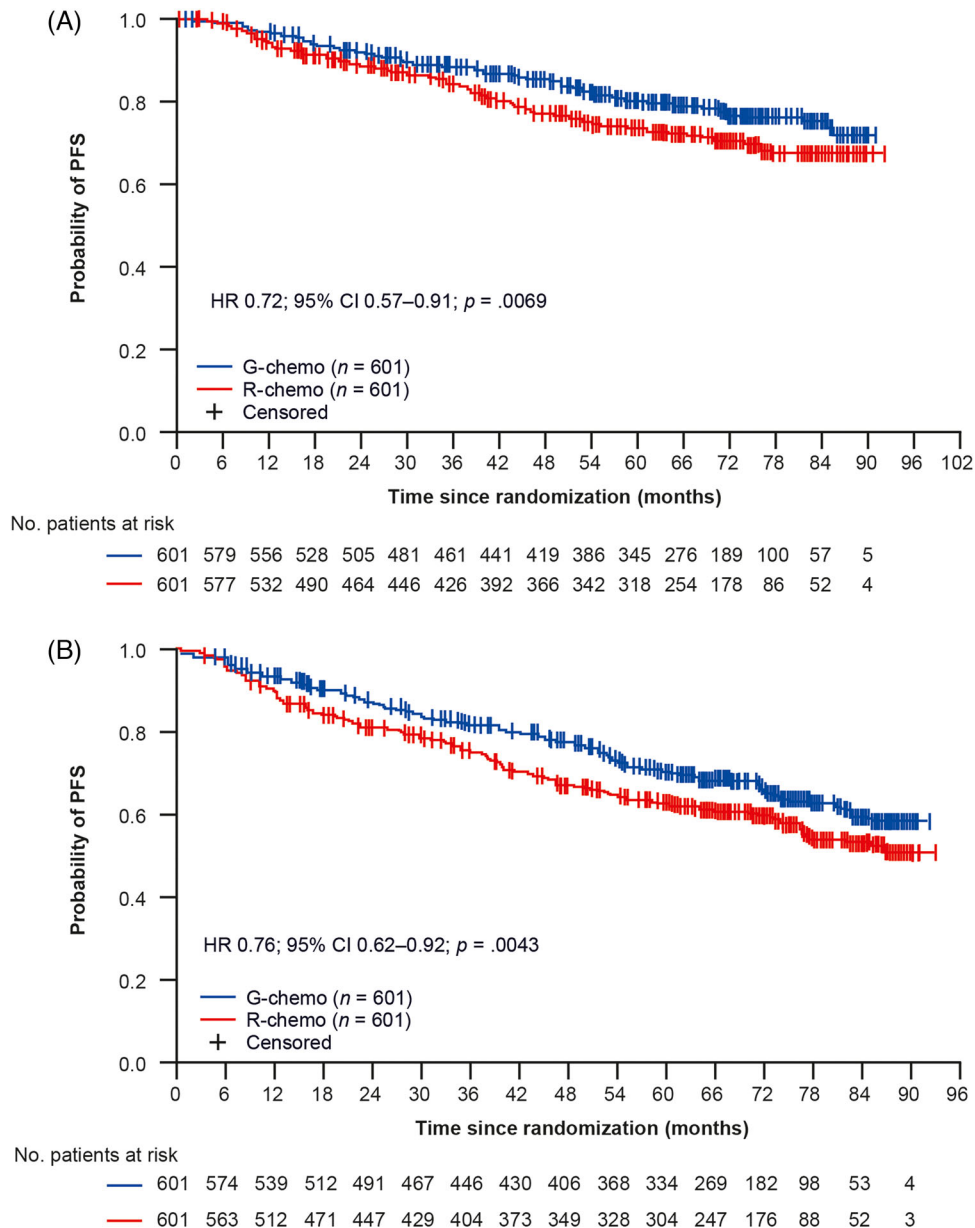 (A)
1.0
0.8
0.6
0.4
0.2
0.0
Probability of PFS
HR 0.72; 95% CI 0.57–0.91; p = .0069
G-chemo (n = 601)
R-chemo (n = 601)
Censored
0 6 12 18 24 30 36 42 48 54 60 66 72 78 84 90 96 102
Time since randomization (months)
No. patients at risk
601 579 556 528 505 481 461 441 419 386 345 276 189 100 57 5
601 577 532 490 464 446 426 392 366 342 318 254 178 86 52 4
(B)
1.0
0.8
0.6
0.4
0.2
0.0
Probability of PFS
HR 0.76; 95% CI 0.62–0.92; p = .0043
G-chemo (n = 601)
R-chemo (n = 601)
Censored
0 6 12 18 24 30 36 42 48 54 60 66 72 78 84 90 96
Time since randomization (months)
No. patients at risk
601 574 539 512 491 467 446 430 406 368 334 269 182 98 53 4
601 563 512 471 447 429 404 373 349 328 304 247 176 88 52 3